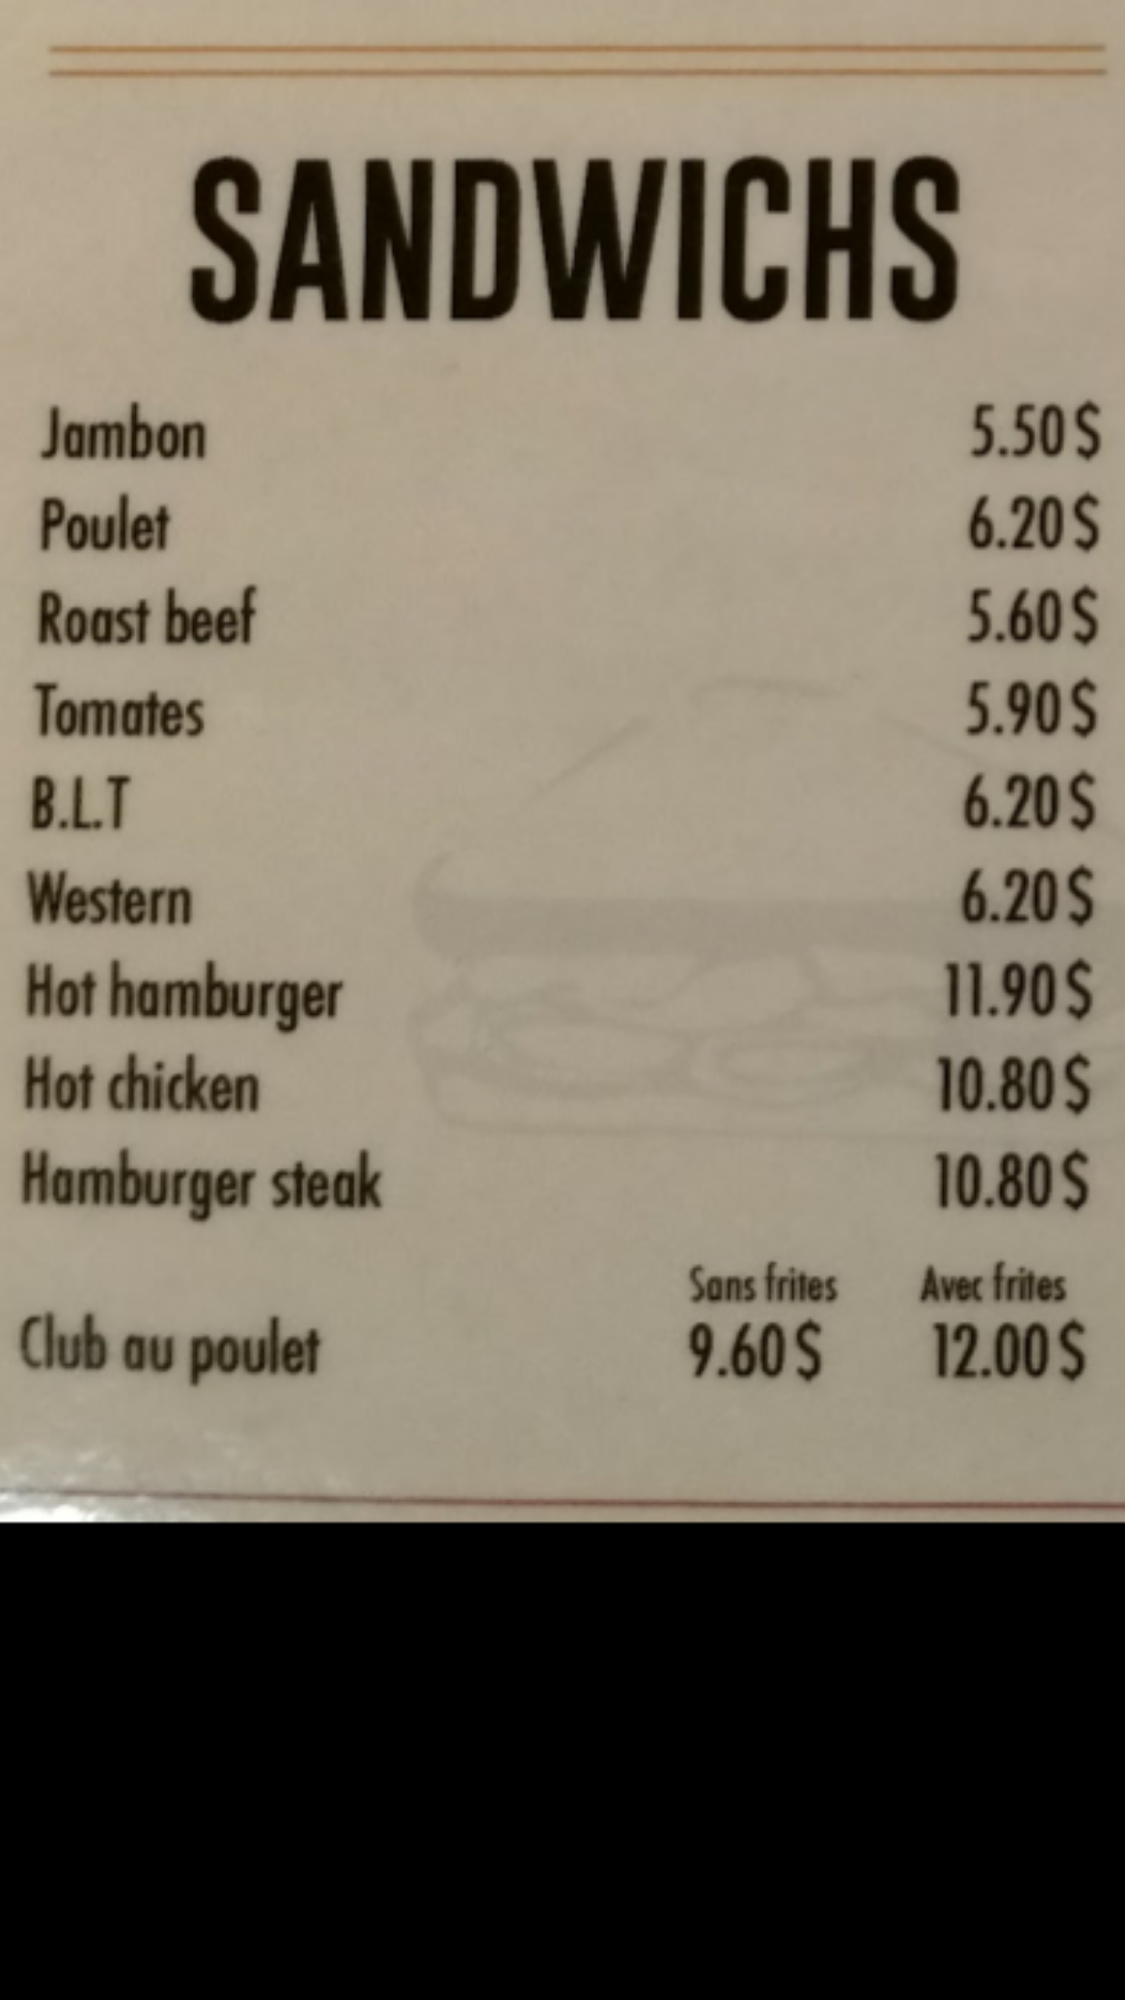 SANDWICHS
Jambon 5.50$
Poulet 6.20$
Roast beef 5.60$
Tomates 5.90$
B.L.T 6.20$
Western 6.20$
Hot hamburger 11.90$
Hot chicken 10.80$
Hamburger steak 10.80$
Sans frites Avec frites
Club au poulet 9.60$ 12.00$